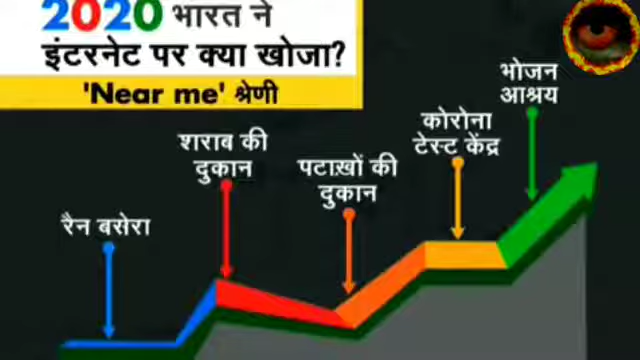 2020 भारत ने
इंटरनेट पर क्या खोजा?
'Near me' श्रेणी
भोजन
आश्रय
कोरोना
टेस्ट केंद्र
शराब की
दुकान
पटाख़ों की
दुकान
रैन बसेरा